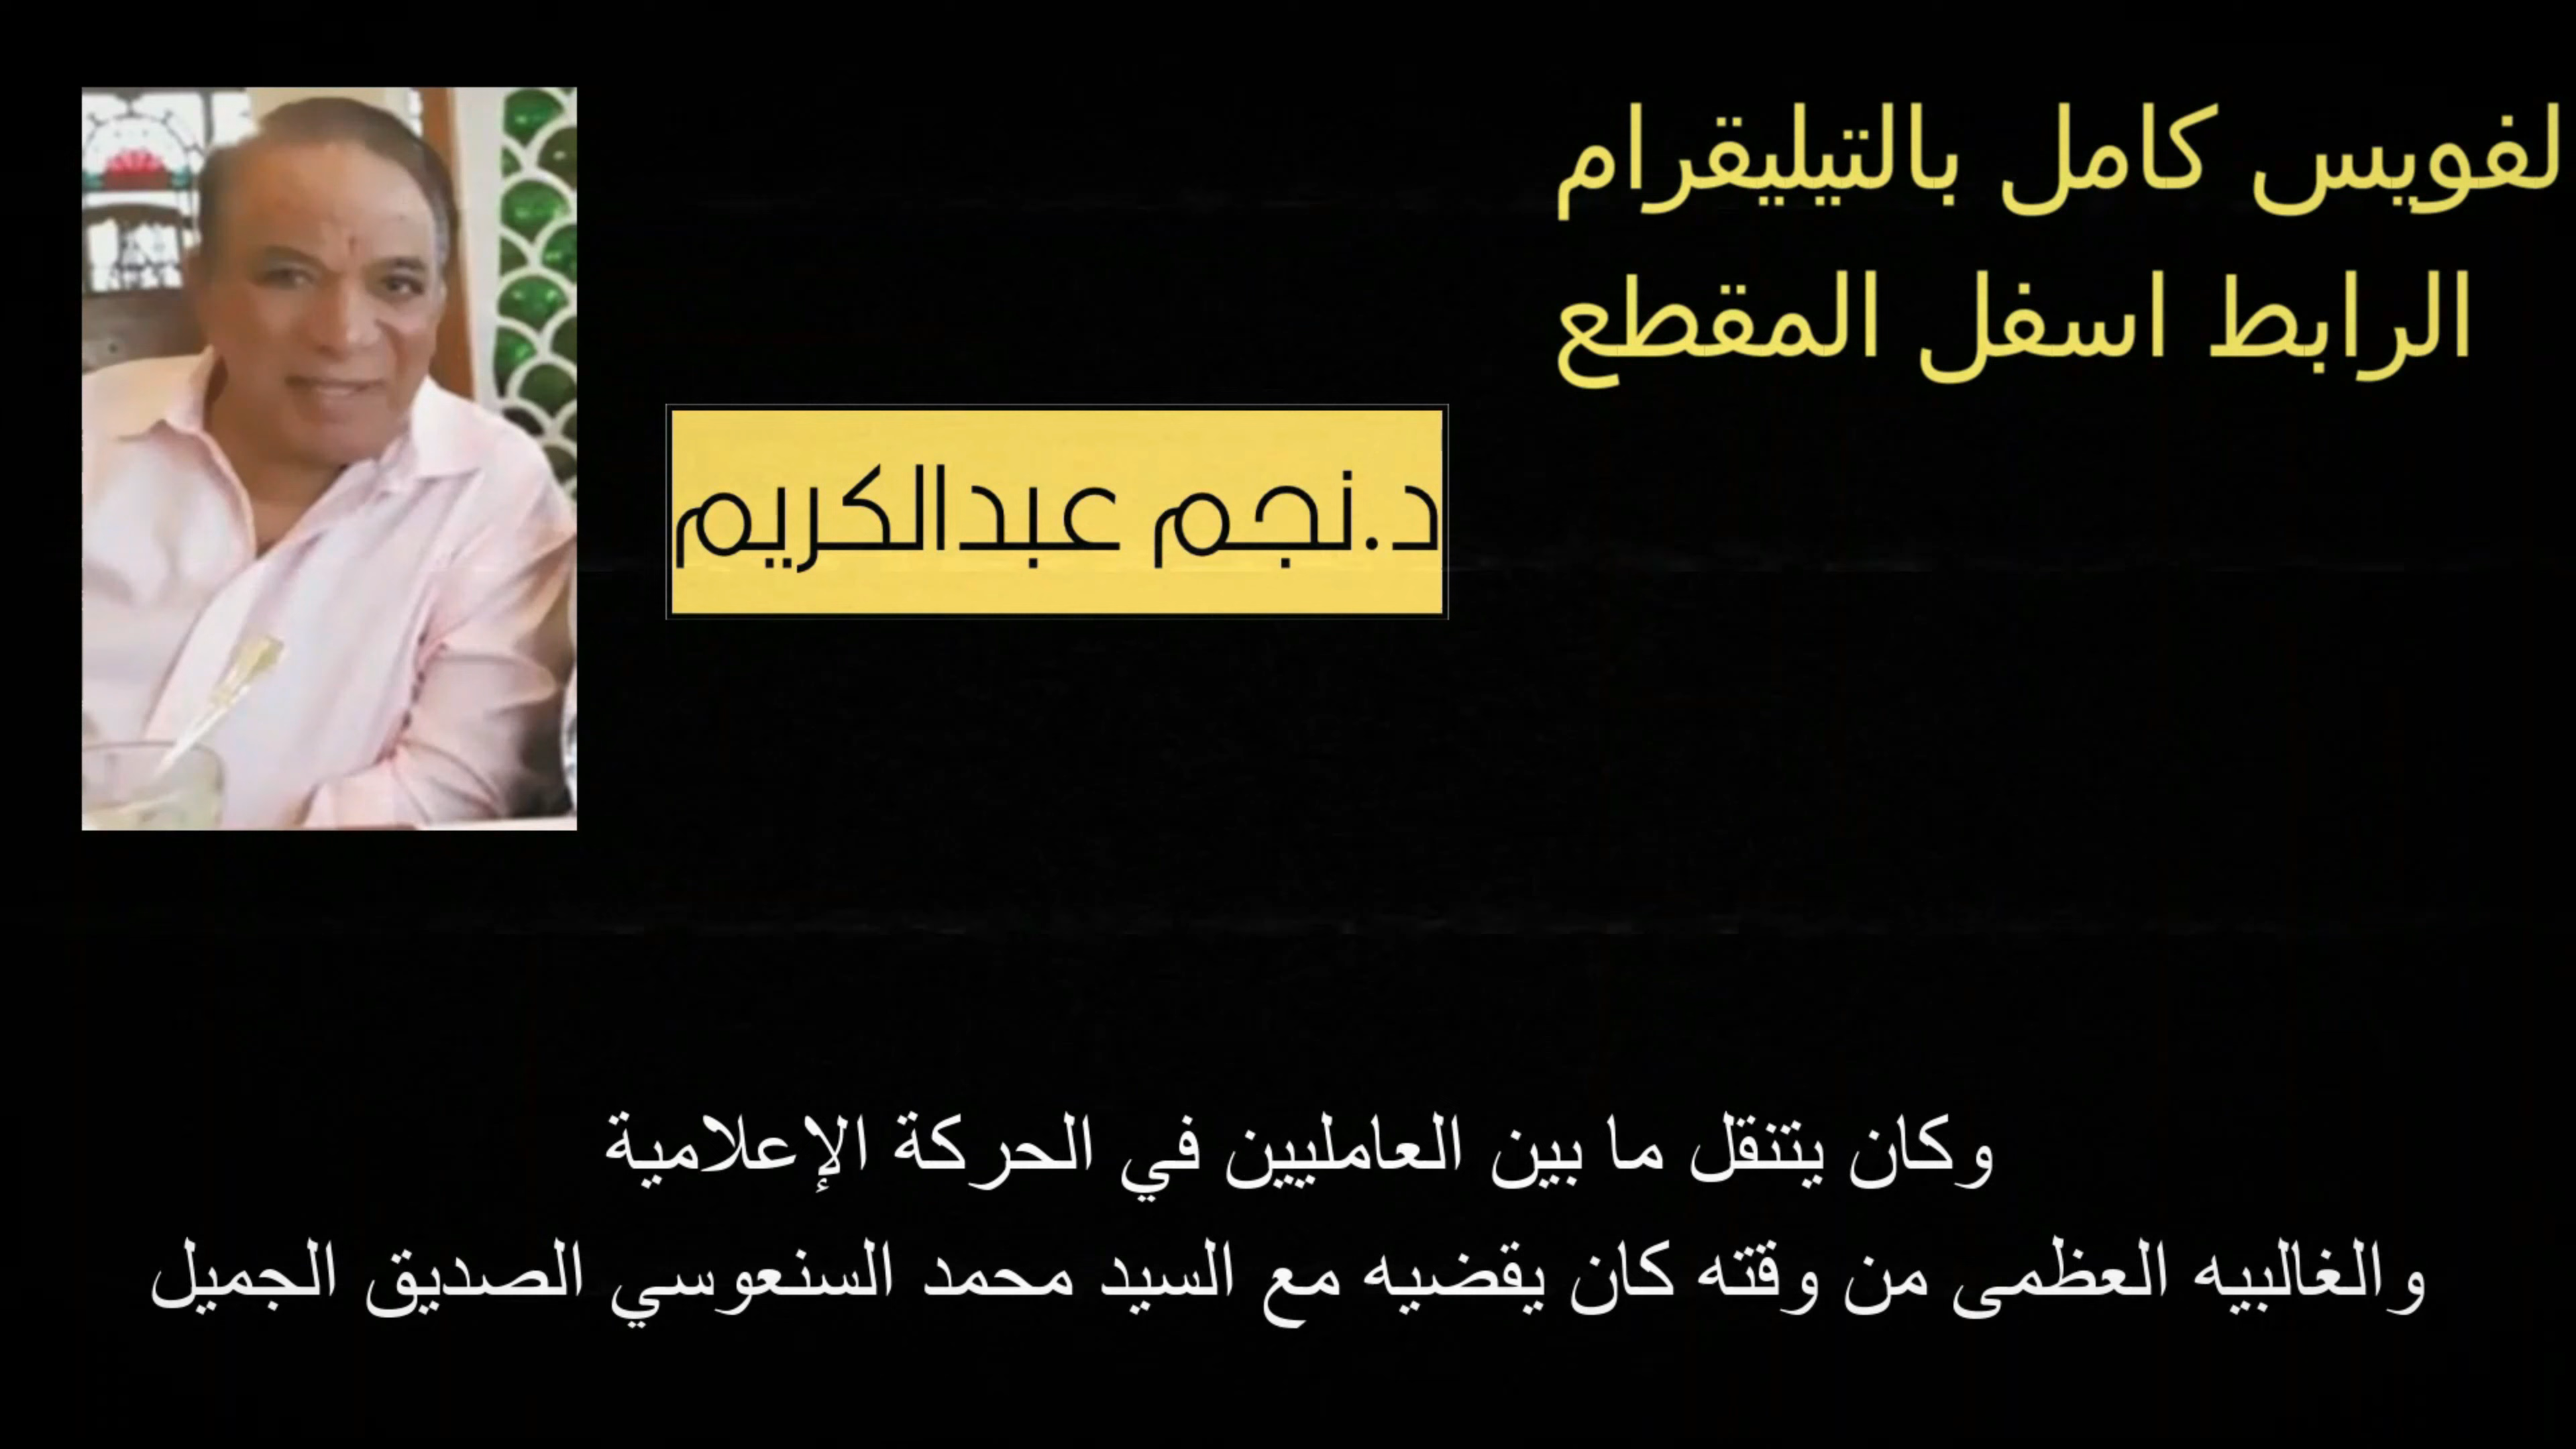 لفويس كامل بالتيليقرام
الرابط اسفل المقطع
د.نجم عبدالكريم
وكان يتنقل ما بين العامليين في الحركة الإعلامية
والغالبيه العظمى من وقته كان يقضيه مع السيد محمد السنعوسي الصديق الجميل